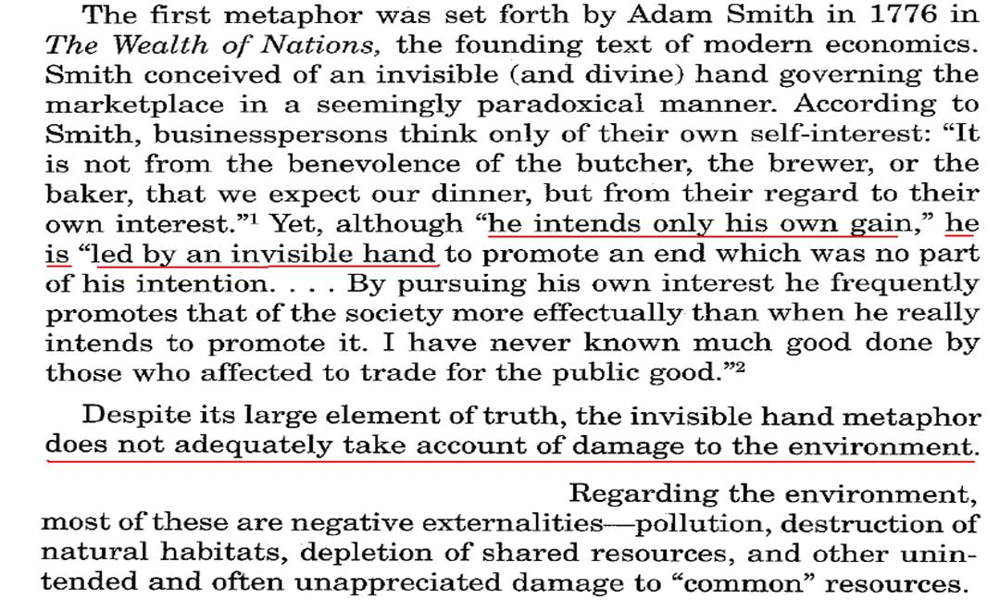 The first metaphor was set forth by Adam Smith in 1776 in
The Wealth of Nations, the founding text of modern economics.
Smith conceived of an invisible (and divine) hand governing the
marketplace in a seemingly paradoxical manner. According to
Smith, businesspersons think only of their own self-interest: “It
is not from the benevolence of the butcher, the brewer, or the
baker, that we expect our dinner, but from their regard to their
own interest.”¹ Yet, although “he intends only his own gain,” he
is “led by an invisible hand to promote an end which was no part
of his intention. . . . By pursuing his own interest he frequently
promotes that of the society more effectually than when he really
intends to promote it. I have never known much good done by
those who affected to trade for the public good.”²
Despite its large element of truth, the invisible hand metaphor
does not adequately take account of damage to the environment.
Regarding the environment,
most of these are negative externalities—pollution, destruction of
natural habitats, depletion of shared resources, and other unin-
tended and often unappreciated damage to “common” resources.